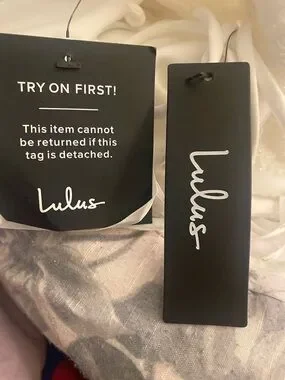 TRY ON FIRST!
This item cannot
be returned if this
tag is detached.
Lulus
Lulus